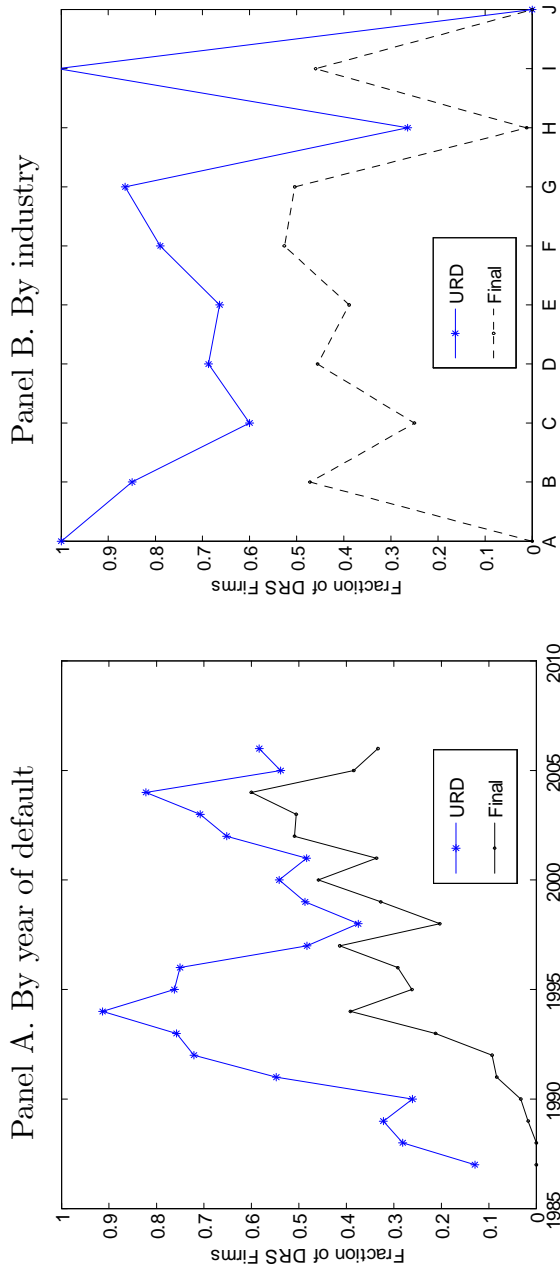 Panel A. By year of default
1
0.9
0.8
0.7
0.6
0.5
0.4
0.3
0.2
0.1
0
Fraction of DRS Firms
1985 1990 1995 2000 2005 2010
URD
Final
Panel B. By industry
1
0.9
0.8
0.7
0.6
0.5
0.4
0.3
0.2
0.1
0
Fraction of DRS Firms
A B C D E F G H I J
URD
Final